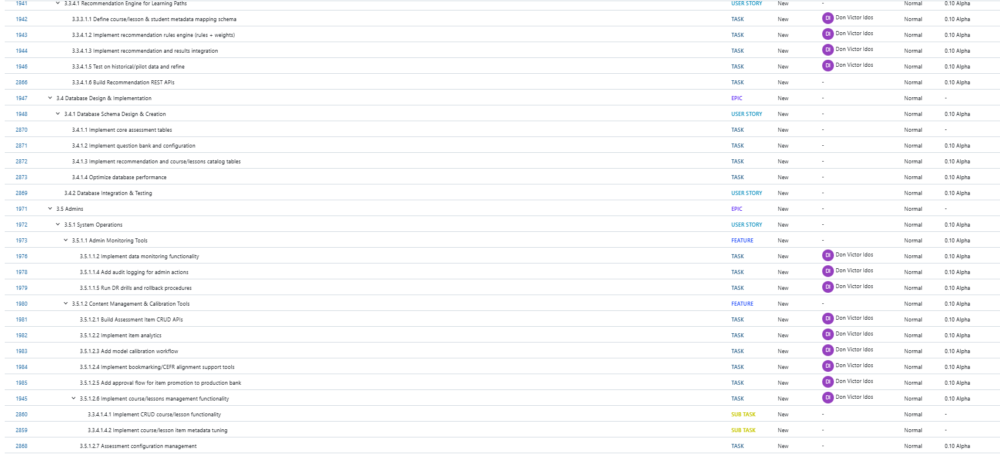 1941 3.3.4.1 Recommendation Engine for Learning Paths USER STORY New - Normal 0.10 Alpha
1942 3.3.3.1.1 Define course/lesson & student metadata mapping schema TASK New DI Don Victor Idos Normal 0.10 Alpha
1943 3.3.4.1.2 Implement recommendation rules engine (rules + weights) TASK New DI Don Victor Idos Normal 0.10 Alpha
1944 3.3.4.1.3 Implement recommendation and results integration TASK New DI Don Victor Idos Normal 0.10 Alpha
1946 3.3.4.1.5 Test on historical/pilot data and refine TASK New DI Don Victor Idos Normal 0.10 Alpha
2866 3.3.4.1.6 Build Recommendation REST APIs TASK New - Normal 0.10 Alpha
1947 3.4 Database Design & Implementation EPIC New - Normal -
1948 3.4.1 Database Schema Design & Creation USER STORY New - Normal 0.10 Alpha
2870 3.4.1.1 Implement core assessment tables TASK New - Normal -
2871 3.4.1.2 Implement question bank and configuration TASK New - Normal 0.10 Alpha
2872 3.4.1.3 Implement recommendation and course/lessons catalog tables TASK New - Normal 0.10 Alpha
2873 3.4.1.4 Optimize database performance TASK New - Normal 0.10 Alpha
2869 3.4.2 Database Integration & Testing USER STORY New - Normal 0.10 Alpha
1971 3.5 Admins EPIC New - Normal -
1972 3.5.1 System Operations USER STORY New - Normal 0.10 Alpha
1973 3.5.1.1 Admin Monitoring Tools FEATURE New - Normal 0.10 Alpha
1976 3.5.1.1.2 Implement data monitoring functionality TASK New DI Don Victor Idos Normal 0.10 Alpha
1978 3.5.1.1.4 Add audit logging for admin actions TASK New DI Don Victor Idos Normal 0.10 Alpha
1979 3.5.1.1.5 Run DR drills and rollback procedures TASK New DI Don Victor Idos Normal 0.10 Alpha
1980 3.5.1.2 Content Management & Calibration Tools FEATURE New - Normal 0.10 Alpha
1981 3.5.1.2.1 Build Assessment Item CRUD APIs TASK New DI Don Victor Idos Normal 0.10 Alpha
1982 3.5.1.2.2 Implement item analytics TASK New DI Don Victor Idos Normal 0.10 Alpha
1983 3.5.1.2.3 Add model calibration workflow TASK New DI Don Victor Idos Normal 0.10 Alpha
1984 3.5.1.2.4 Implement bookmarking/CEFR alignment support tools TASK New DI Don Victor Idos Normal 0.10 Alpha
1985 3.5.1.2.5 Add approval flow for item promotion to production bank TASK New DI Don Victor Idos Normal 0.10 Alpha
1945 3.5.1.2.6 Implement course/lessons management functionality TASK New DI Don Victor Idos Normal 0.10 Alpha
2860 3.3.4.1.4.1 Implement CRUD course/lesson functionality SUB TASK New - Normal -
2859 3.3.4.1.4.2 Implement course/lesson item metadata tuning SUB TASK New - Normal -
2868 3.5.1.2.7 Assessment configuration management TASK New - Normal 0.10 Alpha